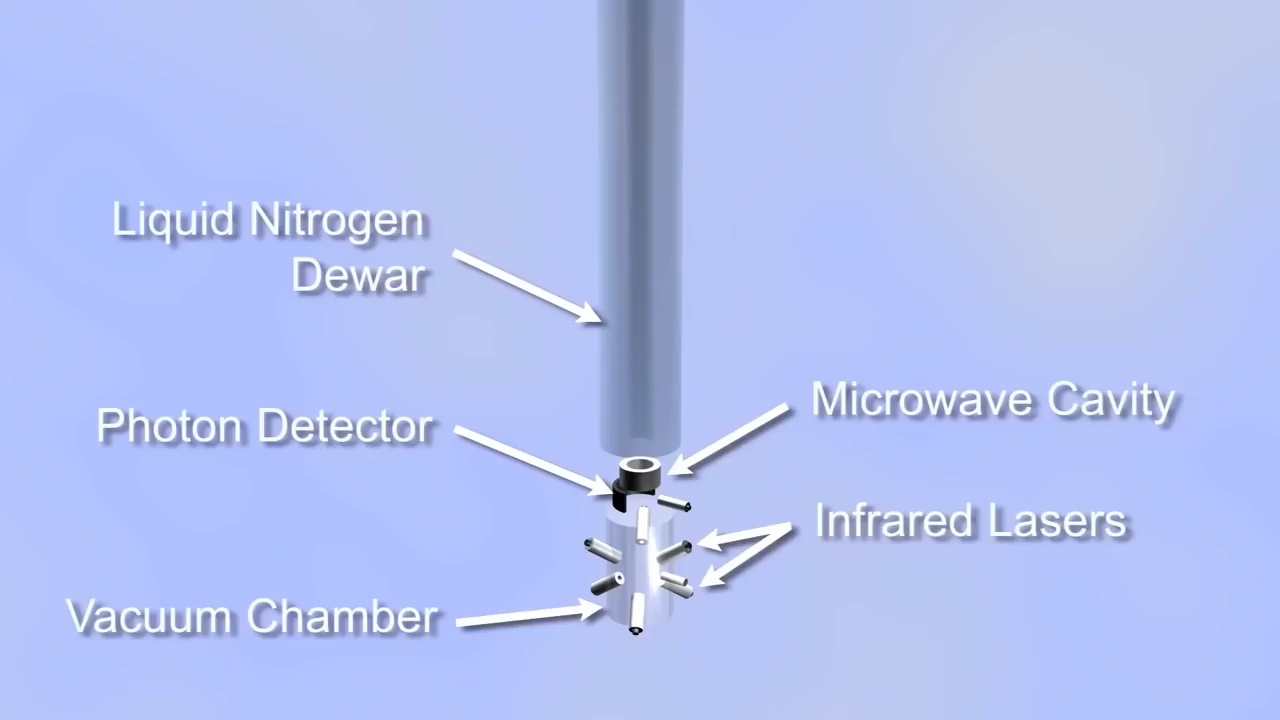 Liquid Nitrogen
Dewar
Microwave Cavity
Photon Detector
Infrared Lasers
Vacuum Chamber